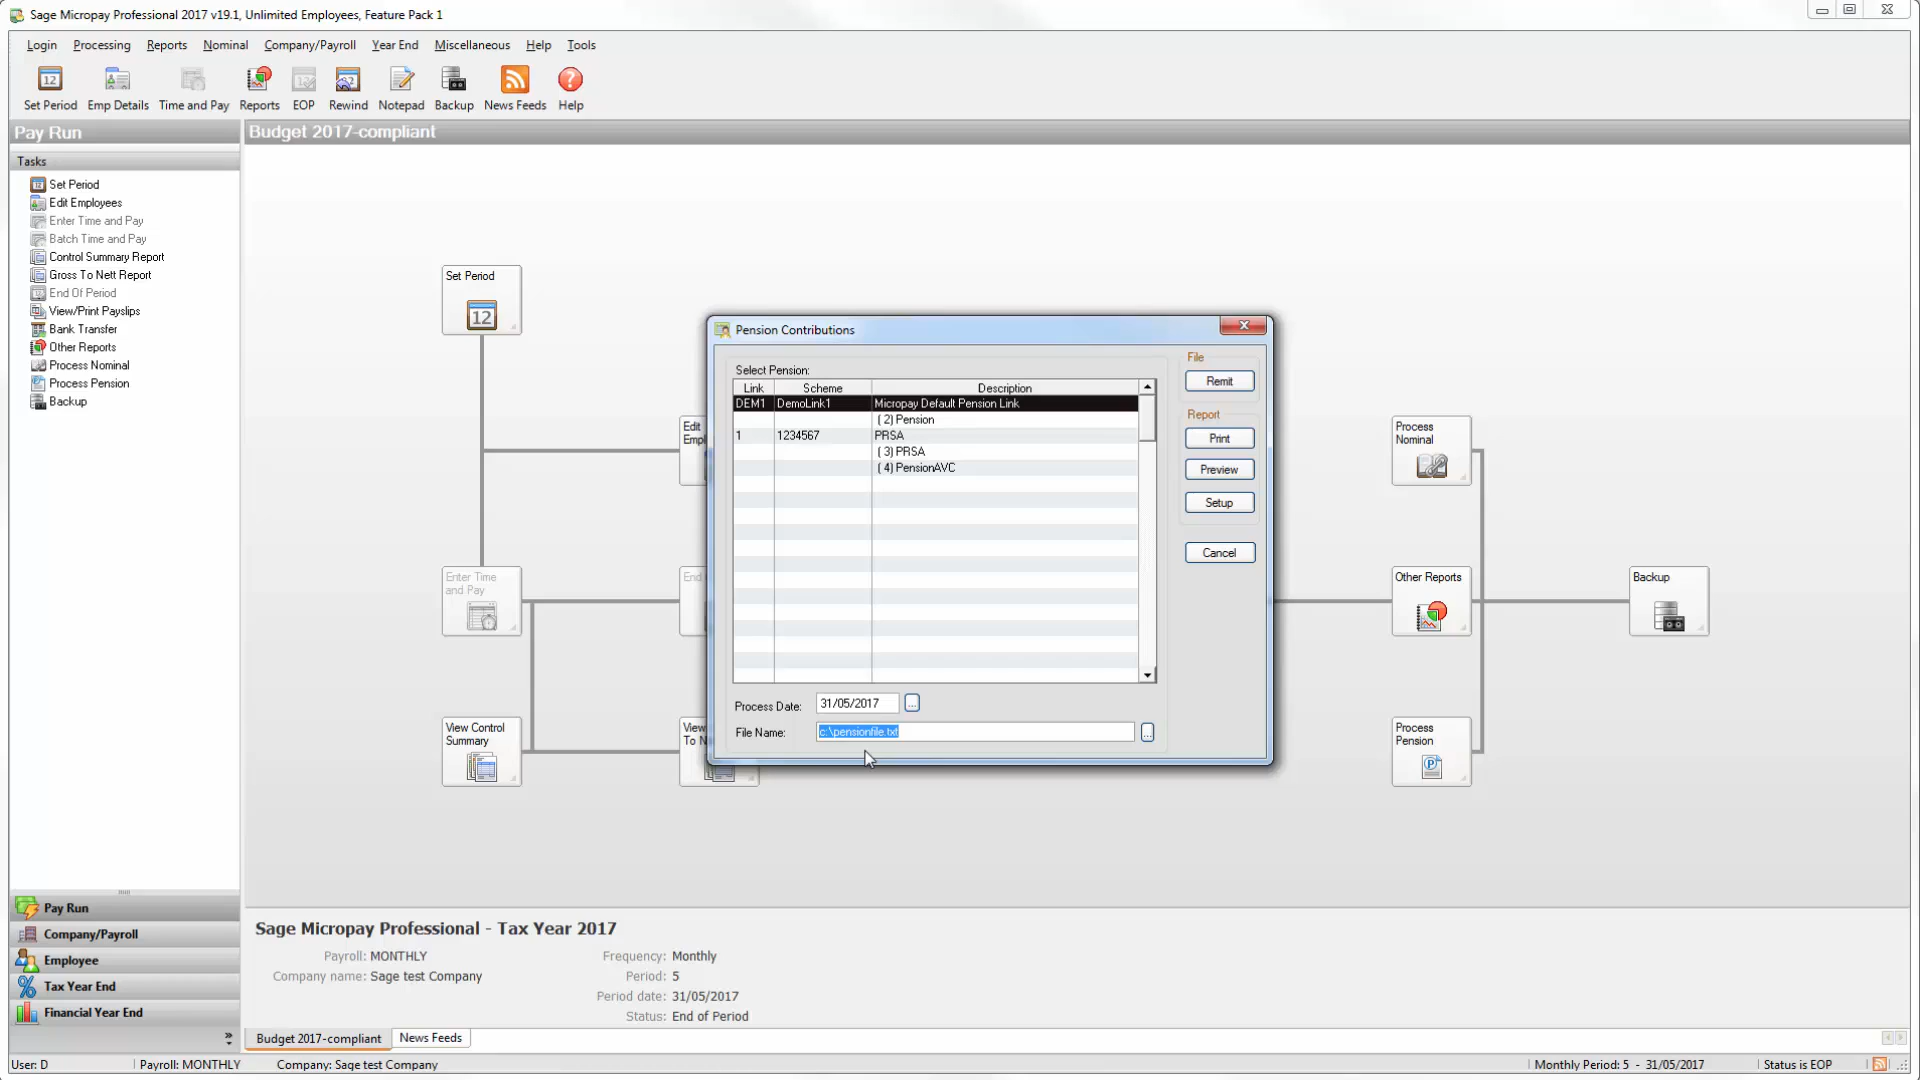 Sage Micropay Professional 2017 v19.1, Unlimited Employees, Feature Pack 1
Login Processing Reports Nominal Company/Payroll Year End Miscellaneous Help Tools
12
Set Period Emp Details Time and Pay Reports EOP Rewind Notepad Backup News Feeds Help
Pay Run
Budget 2017-compliant
Tasks
Set Period
Edit Employees
Enter Time and Pay
Batch Time and Pay
Control Summary Report
Gross To Nett Report
End Of Period
View/Print Payslips
Bank Transfer
Other Reports
Process Nominal
Process Pension
Backup
Set Period
12
Edit
Empl
Enter Time
and Pay
End
View Control
Summary
View
To N
Pension Contributions
Select Pension:
Link Scheme Description
DEM1 DemoLink1 Micropay Default Pension Link
( 2) Pension
1 1234567 PRSA
( 3) PRSA
( 4) PensionAVC
Process Date: 31/05/2017 ...
File Name: c:\pensionfile.txt ...
File
Remit
Report
Print
Preview
Setup
Cancel
Process
Nominal
Other Reports
Backup
Process
Pension
Pay Run
Company/Payroll
Employee
Tax Year End
Financial Year End
Sage Micropay Professional - Tax Year 2017
Payroll: MONTHLY Frequency: Monthly
Company name: Sage test Company Period: 5
Period date: 31/05/2017
Status: End of Period
Budget 2017-compliant News Feeds
User: D Payroll: MONTHLY Company: Sage test Company Monthly Period: 5 - 31/05/2017 Status is EOP